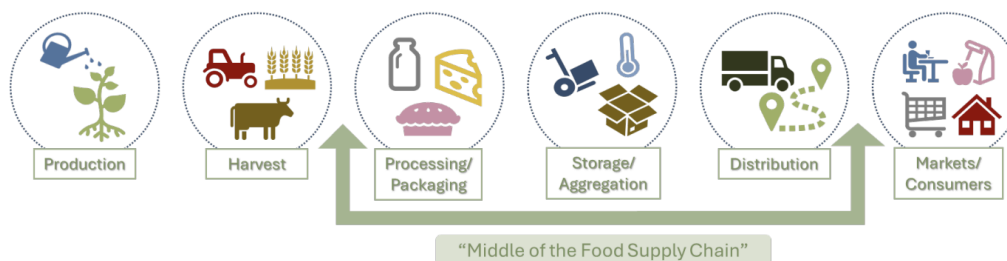 Production
Harvest
Processing/
Packaging
Storage/
Aggregation
Distribution
Markets/
Consumers
“Middle of the Food Supply Chain”